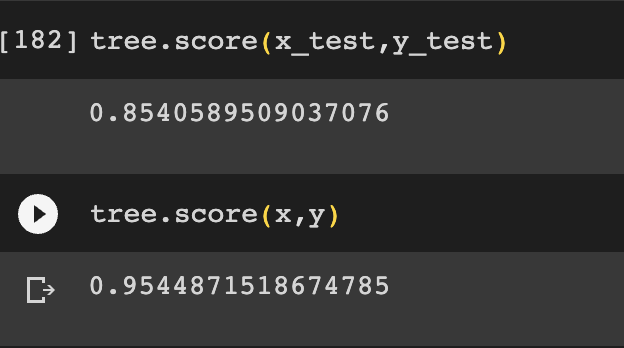 [182] tree.score(x_test,y_test)
0.8540589509037076
tree.score(x,y)
0.9544871518674785